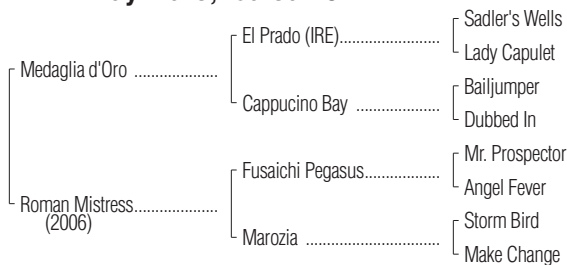 El Prado (IRE)......................
Sadler's Wells
Lady Capulet
Medaglia d'Oro ...................
Cappucino Bay ...................
Bailjumper
Dubbed In
Fusaichi Pegasus.................
Mr. Prospector
Angel Fever
Roman Mistress...................
(2006)
Marozia ..............................
Storm Bird
Make Change